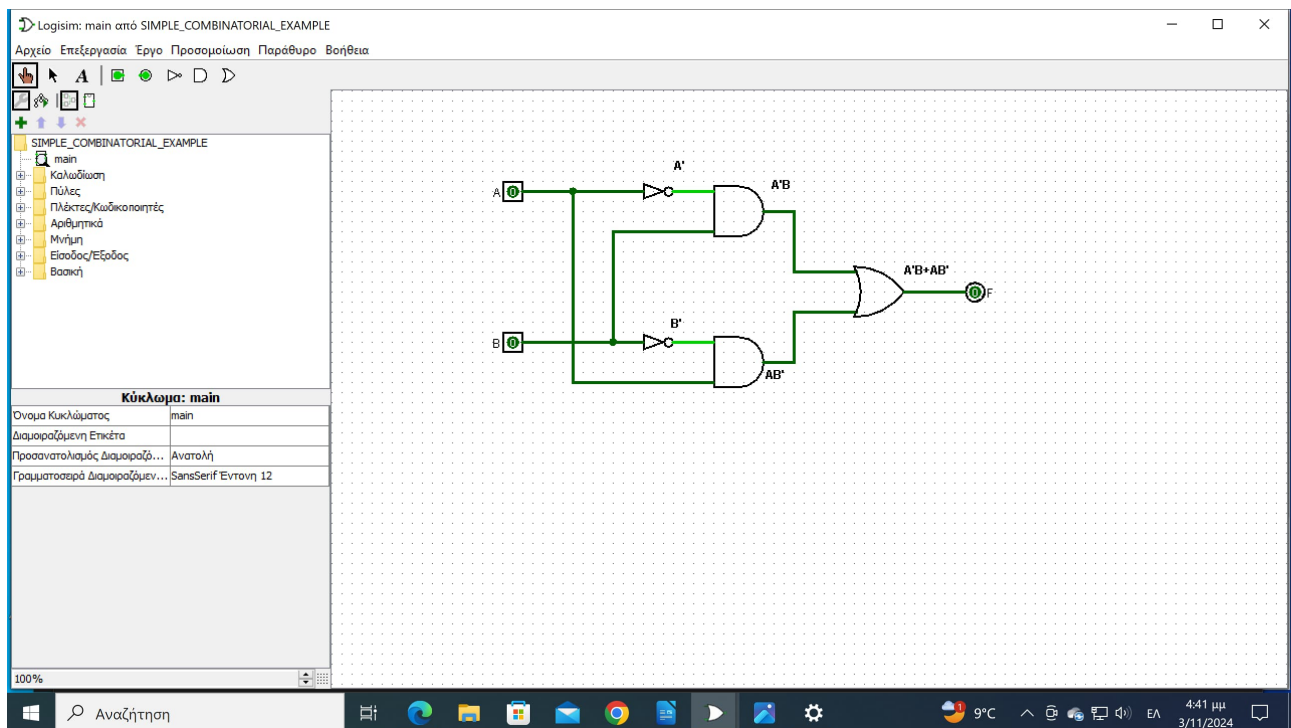 Logisim: main από SIMPLE_COMBINATORIAL_EXAMPLE
Αρχείο Επεξεργασία Έργο Προσομοίωση Παράθυρο Βοήθεια
A
SIMPLE_COMBINATORIAL_EXAMPLE
main
Καλωδίωση
Πύλες
Πλέκτες/Κωδικοποιητές
Αριθμητικά
Μνήμη
Είσοδος/Έξοδος
Βασική
Κύκλωμα: main
Όνομα Κυκλώματος main
Διαμοιραζόμενη Ετικέτα
Προσανατολισμός Διαμοιραζό... Ανατολή
Γραμματοσειρά Διαμοιραζόμεν... SansSerif Έντονη 12
100%
A'
A 0
A'B
A'B+AB'
0 F
B'
B 0
AB'
Αναζήτηση
9°C
ΕΛ
4:41 μμ
3/11/2024